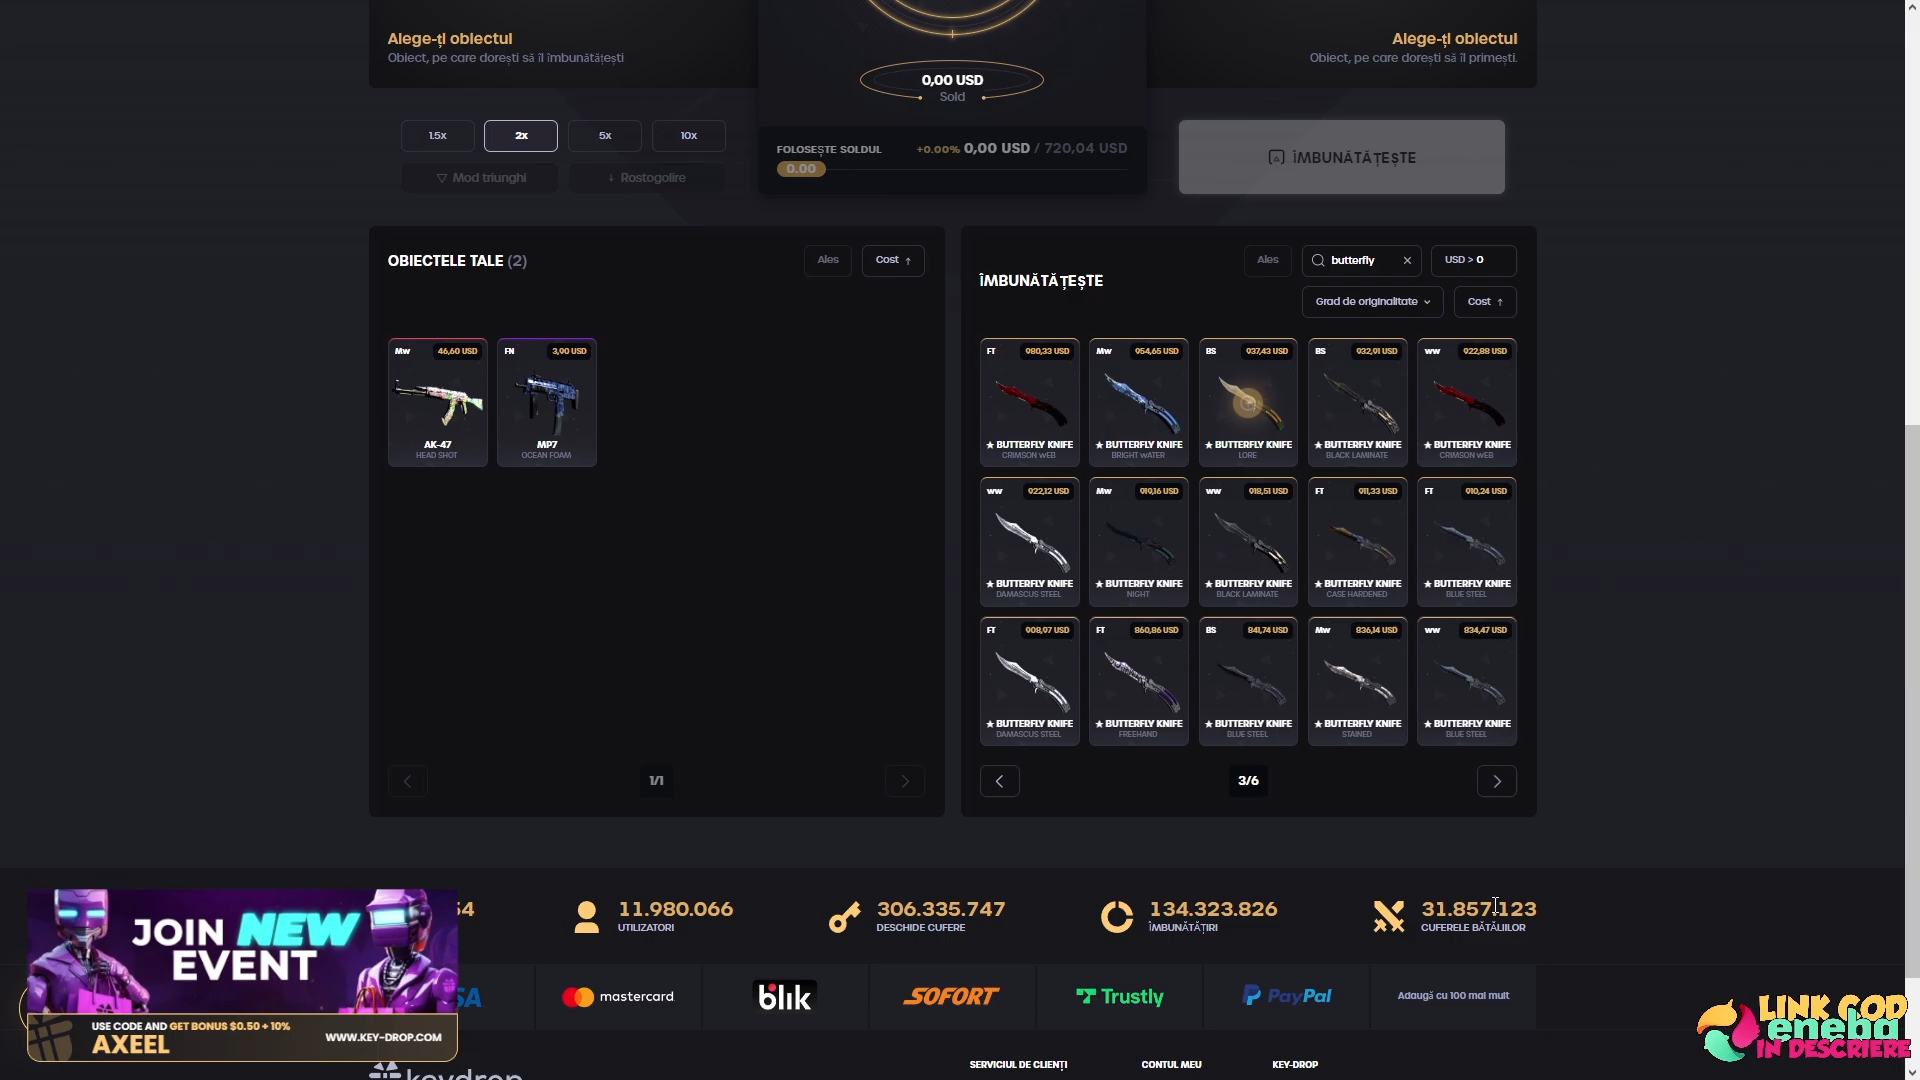 Alege-ți obiectul
Obiect, pe care dorești să îl îmbunătățești
0,00 USD
Sold
Alege-ți obiectul
Obiect, pe care dorești să îl primești.
1.5x
2x
5x
10x
Mod triunghi
Rostogolire
FOLOSEȘTE SOLDUL
+0.00% 0,00 USD / 720,04 USD
0.00
ÎMBUNĂTĂȚEȘTE
OBIECTELE TALE (2)
Ales
Cost ↑
MW
46,60 USD
AK-47
HEAD SHOT
FN
3,90 USD
MP7
OCEAN FOAM
1/1
ÎMBUNĂTĂȚEȘTE
Ales
butterfly
USD > 0
Grad de originalitate
Cost ↑
FT 980,33 USD
★ BUTTERFLY KNIFE
CRIMSON WEB
MW 954,65 USD
★ BUTTERFLY KNIFE
BRIGHT WATER
BS 937,43 USD
★ BUTTERFLY KNIFE
LORE
BS 932,91 USD
★ BUTTERFLY KNIFE
BLACK LAMINATE
WW 922,88 USD
★ BUTTERFLY KNIFE
CRIMSON WEB
WW 922,12 USD
★ BUTTERFLY KNIFE
DAMASCUS STEEL
MW 919,16 USD
★ BUTTERFLY KNIFE
NIGHT
WW 918,51 USD
★ BUTTERFLY KNIFE
BLACK LAMINATE
FT 911,33 USD
★ BUTTERFLY KNIFE
CASE HARDENED
FT 910,24 USD
★ BUTTERFLY KNIFE
BLUE STEEL
FT 908,97 USD
★ BUTTERFLY KNIFE
DAMASCUS STEEL
FT 860,86 USD
★ BUTTERFLY KNIFE
FREEHAND
BS 841,74 USD
★ BUTTERFLY KNIFE
BLUE STEEL
MW 836,14 USD
★ BUTTERFLY KNIFE
STAINED
WW 834,47 USD
★ BUTTERFLY KNIFE
BLUE STEEL
3/6
54
11.980.066
UTILIZATORI
306.335.747
DESCHIDE CUFERE
134.323.826
ÎMBUNĂTĂȚIRI
31.857.123
CUFERELE BĂTĂLIILOR
JOIN NEW
EVENT
USE CODE AND GET BONUS $0.50 + 10%
AXEEL
WWW.KEY-DROP.COM
SA
mastercard
blik
SOFORT
Trustly
PayPal
Adaugă cu 100 mai mult
LINK COD
eneba
IN DESCRIERE
keydrop
SERVICIUL DE CLIENȚI
CONTUL MEU
KEY-DROP